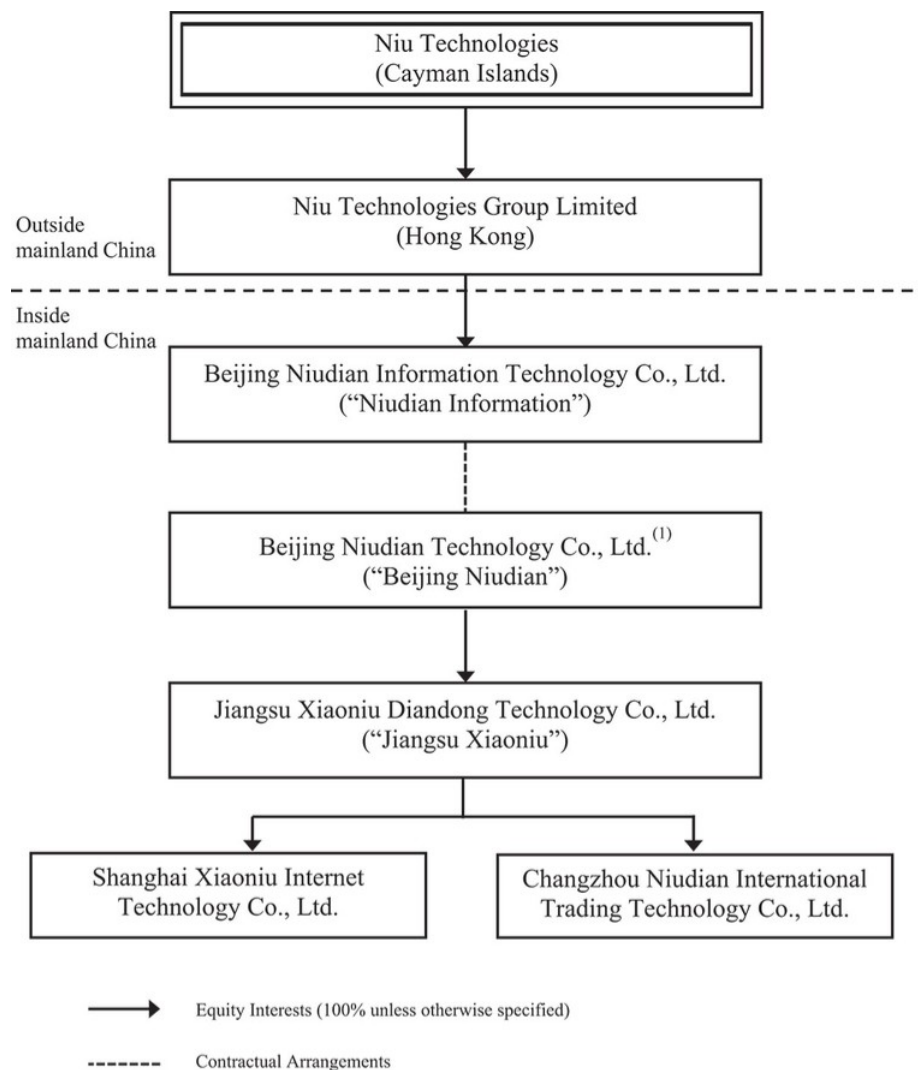 Niu Technologies
(Cayman Islands)
Niu Technologies Group Limited
(Hong Kong)
Outside
mainland China
Inside
mainland China
Beijing Niudian Information Technology Co., Ltd.
(“Niudian Information”)
Beijing Niudian Technology Co., Ltd.(1)
(“Beijing Niudian”)
Jiangsu Xiaoniu Diandong Technology Co., Ltd.
(“Jiangsu Xiaoniu”)
Shanghai Xiaoniu Internet
Technology Co., Ltd.
Changzhou Niudian International
Trading Technology Co., Ltd.
Equity Interests (100% unless otherwise specified)
Contractual Arrangements